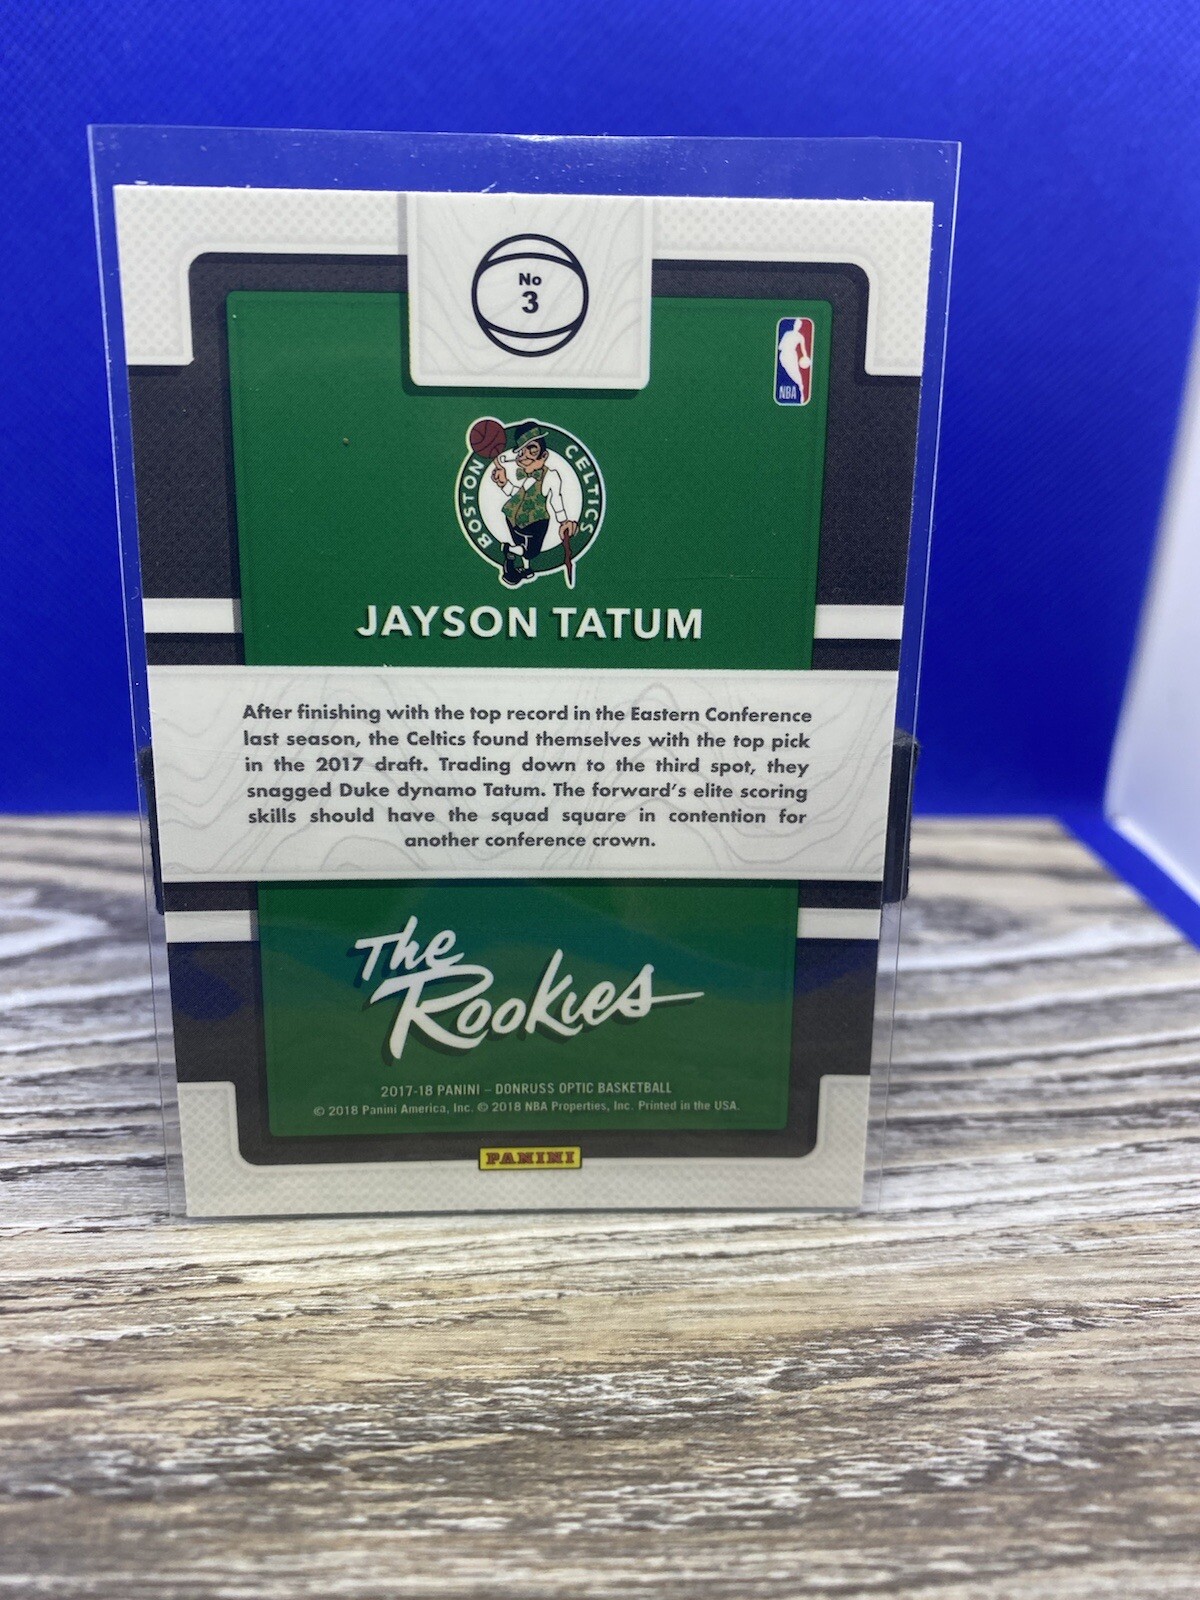 No
3
NBA
BOSTON CELTICS
JAYSON TATUM
After finishing with the top record in the Eastern Conference
last season, the Celtics found themselves with the top pick
in the 2017 draft. Trading down to the third spot, they
snagged Duke dynamo Tatum. The forward's elite scoring
skills should have the squad square in contention for
another conference crown.
The
Rookies
2017-18 PANINI – DONRUSS OPTIC BASKETBALL
© 2018 Panini America, Inc. © 2018 NBA Properties, Inc. Printed in the USA.
PANINI